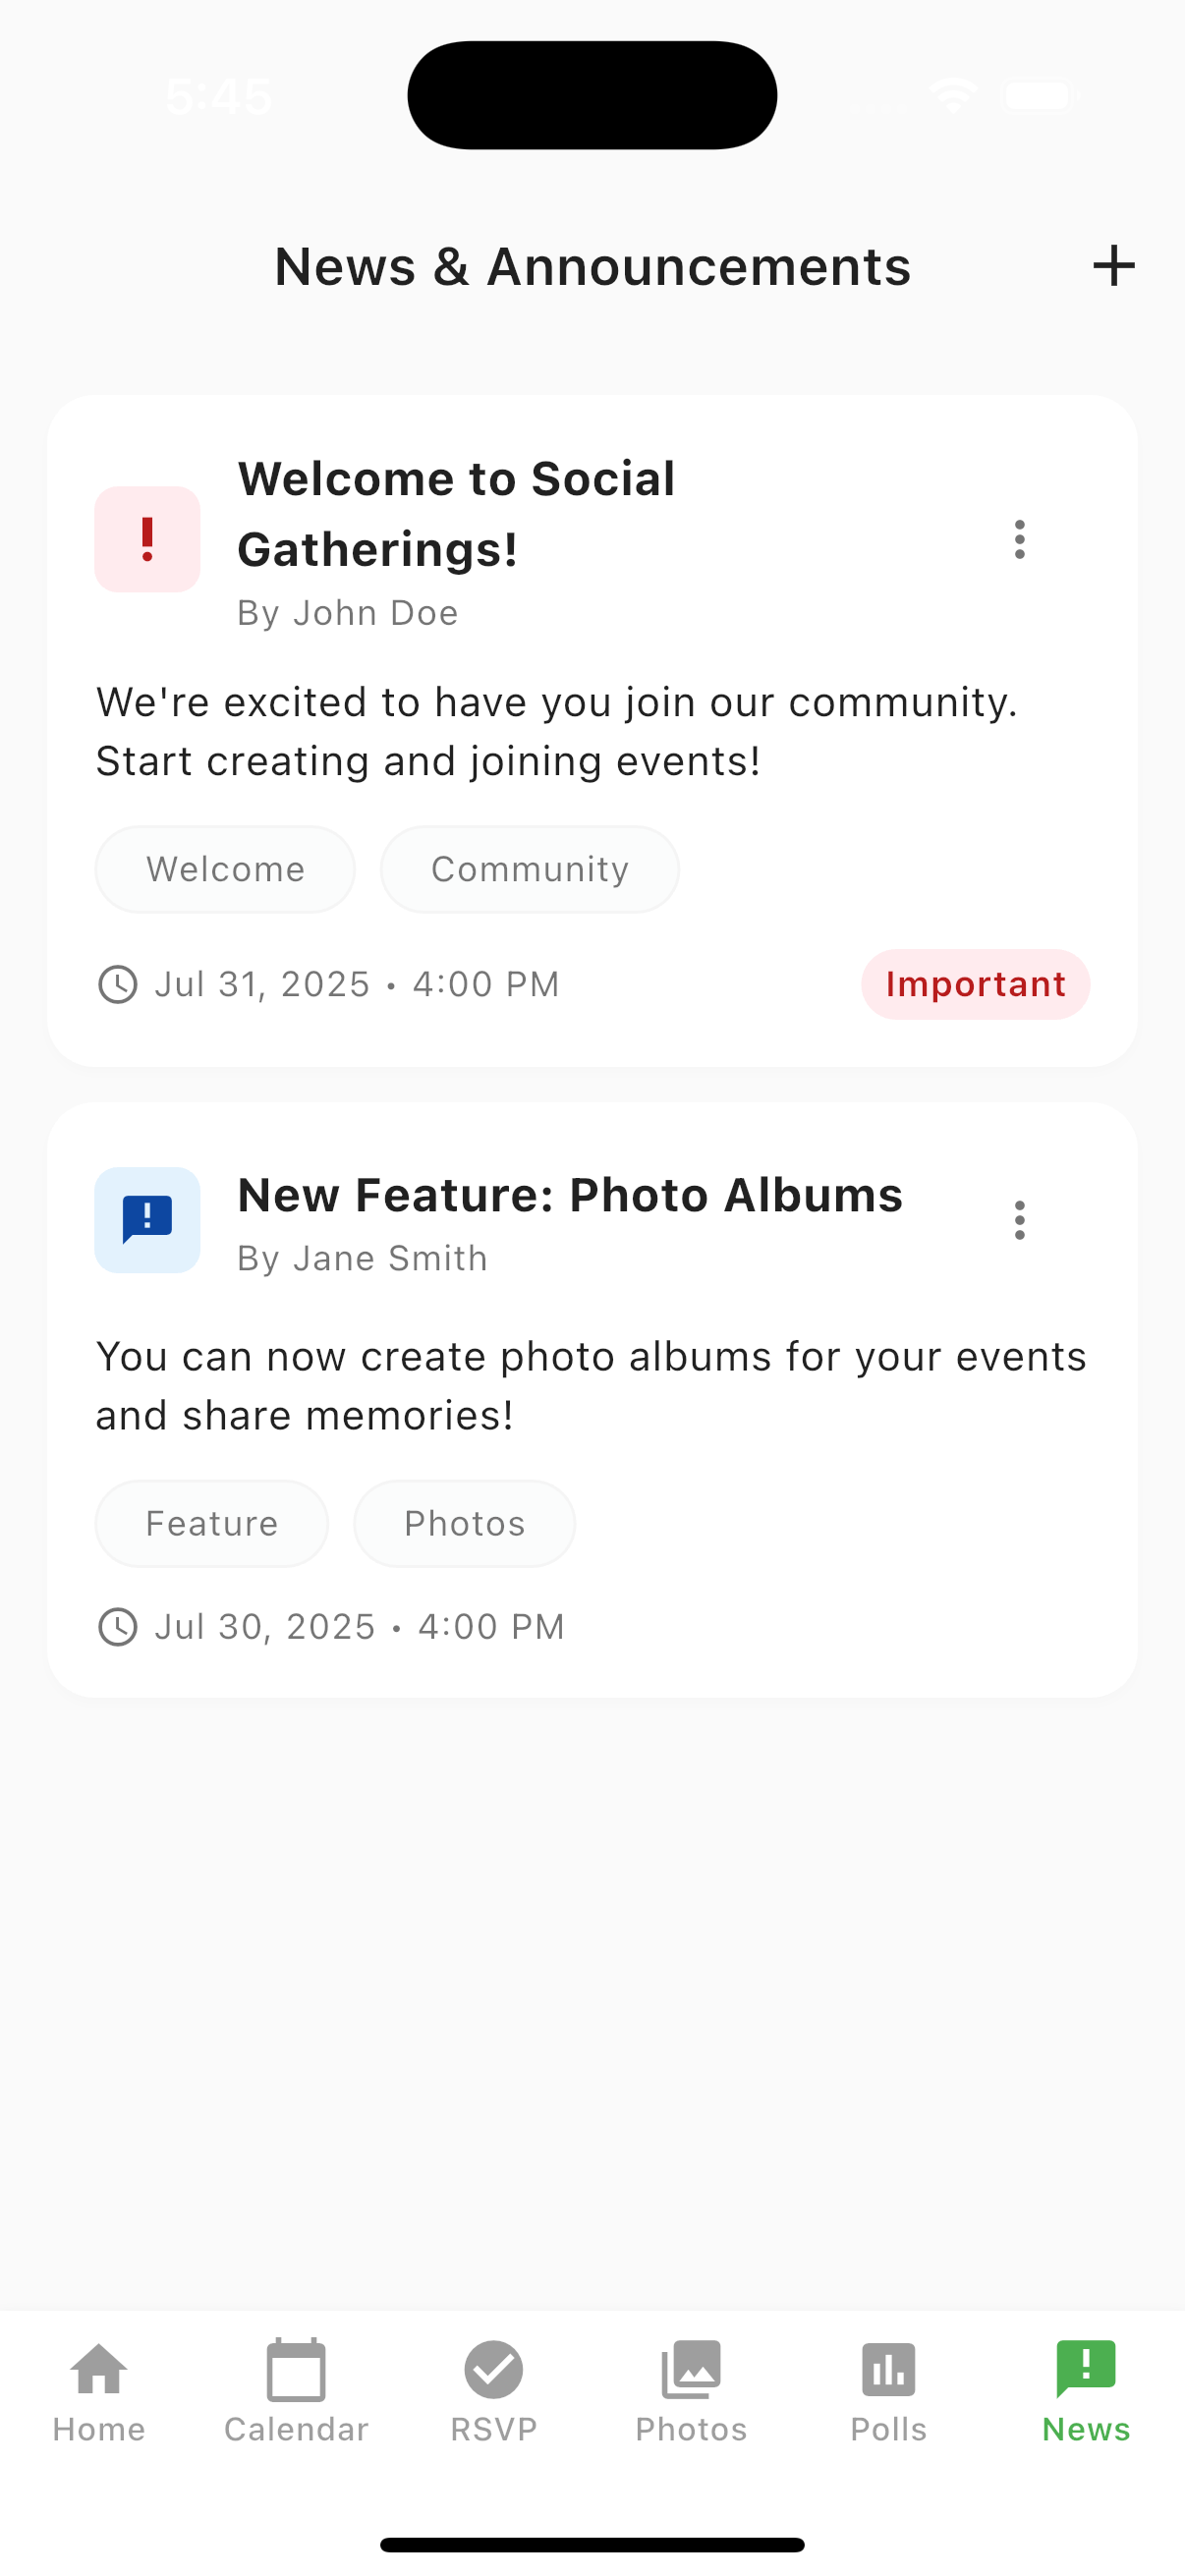 5:45
News & Announcements
Welcome to Social
Gatherings!
By John Doe
We're excited to have you join our community.
Start creating and joining events!
Welcome
Community
Jul 31, 2025 • 4:00 PM
Important
New Feature: Photo Albums
By Jane Smith
You can now create photo albums for your events
and share memories!
Feature
Photos
Jul 30, 2025 • 4:00 PM
Home
Calendar
RSVP
Photos
Polls
News